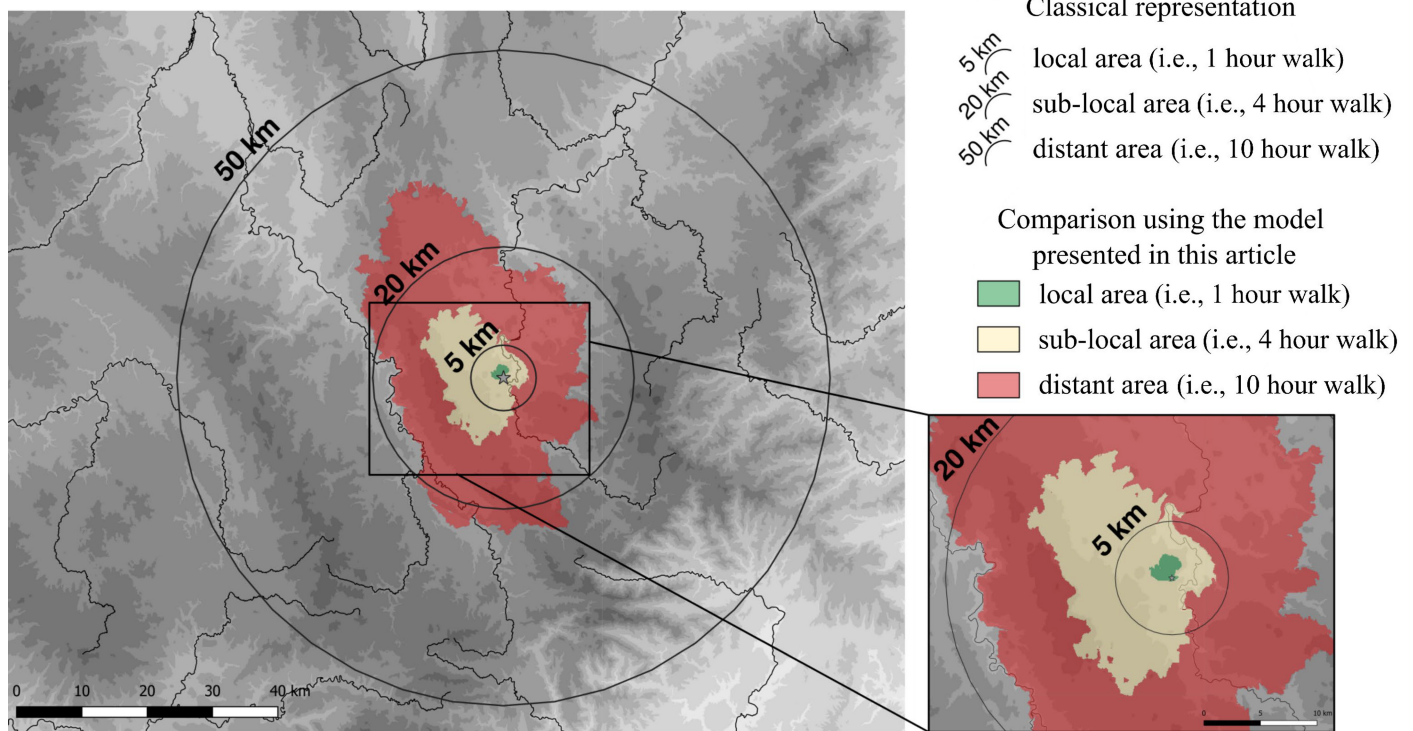 Classical representation
5 km
local area (i.e., 1 hour walk)
20 km
sub-local area (i.e., 4 hour walk)
50 km
distant area (i.e., 10 hour walk)
Comparison using the model
presented in this article
local area (i.e., 1 hour walk)
sub-local area (i.e., 4 hour walk)
distant area (i.e., 10 hour walk)
50 km
20 km
5 km
0 10 20 30 40 km
20 km
5 km
0 5 10 km